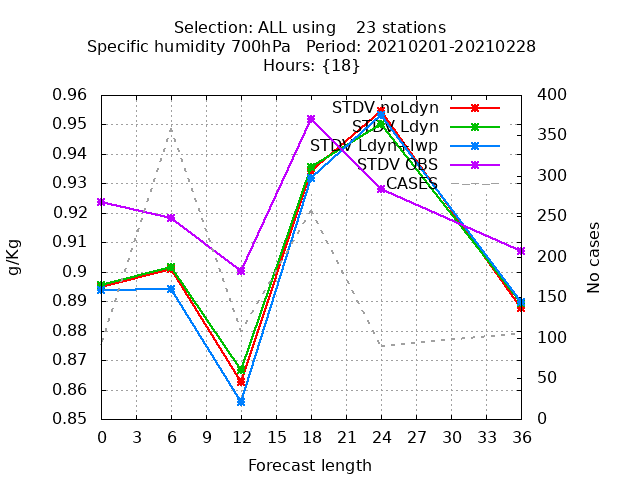 Selection: ALL using 23 stations
Specific humidity 700hPa Period: 20210201-20210228
Hours: {18}
STDV noLdyn
STDV Ldyn
STDV Ldyn+lwp
STDV OBS
CASES
0.96
0.95
0.94
0.93
0.92
0.91
0.9
0.89
0.88
0.87
0.86
0.85
400
350
300
250
200
150
100
50
0
g/Kg
No cases
0 3 6 9 12 15 18 21 24 27 30 33 36
Forecast length